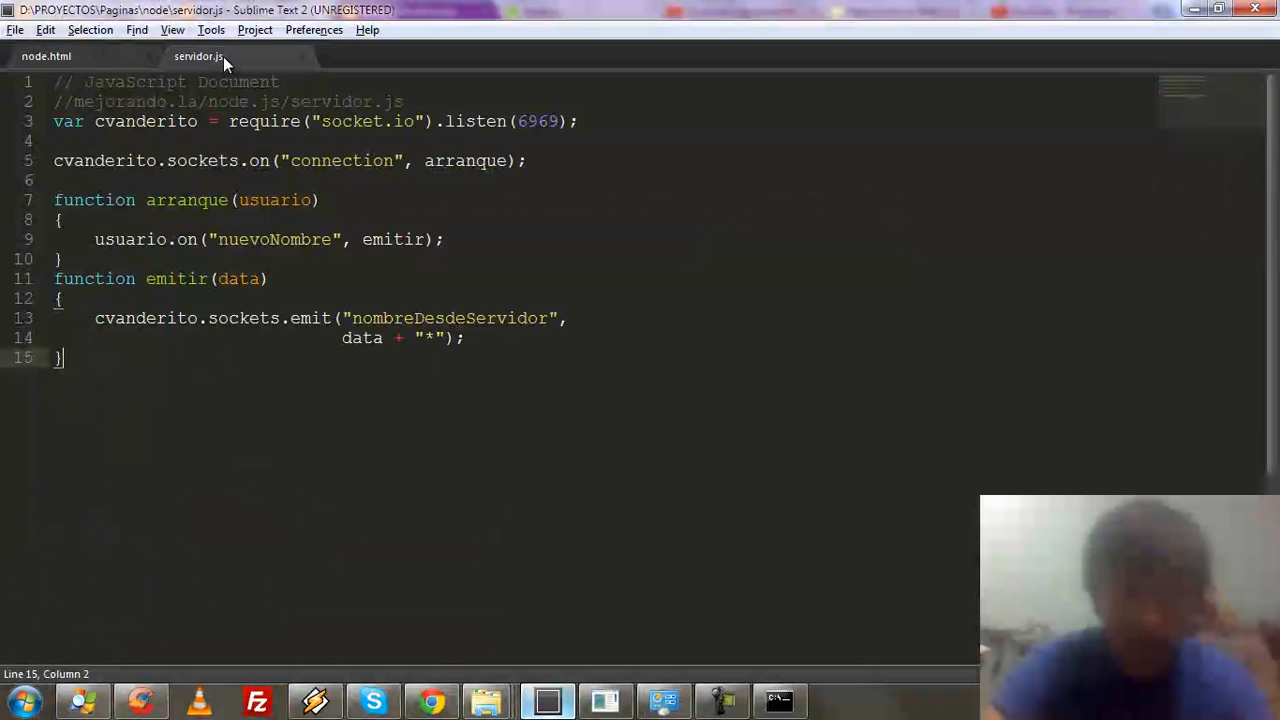 D:\PROYECTOS\Paginas\node\servidor.js - Sublime Text 2 (UNREGISTERED)
File Edit Selection Find View Tools Project Preferences Help
node.html servidor.js
1 // JavaScript Document
2 //mejorando.la/node.js/servidor.js
3 var cvanderito = require("socket.io").listen(6969);
4
5 cvanderito.sockets.on("connection", arranque);
6
7 function arranque(usuario)
8 {
9 usuario.on("nuevoNombre", emitir);
10 }
11 function emitir(data)
12 {
13 cvanderito.sockets.emit("nombreDesdeServidor",
14 data + "*");
15 }
Line 15, Column 2